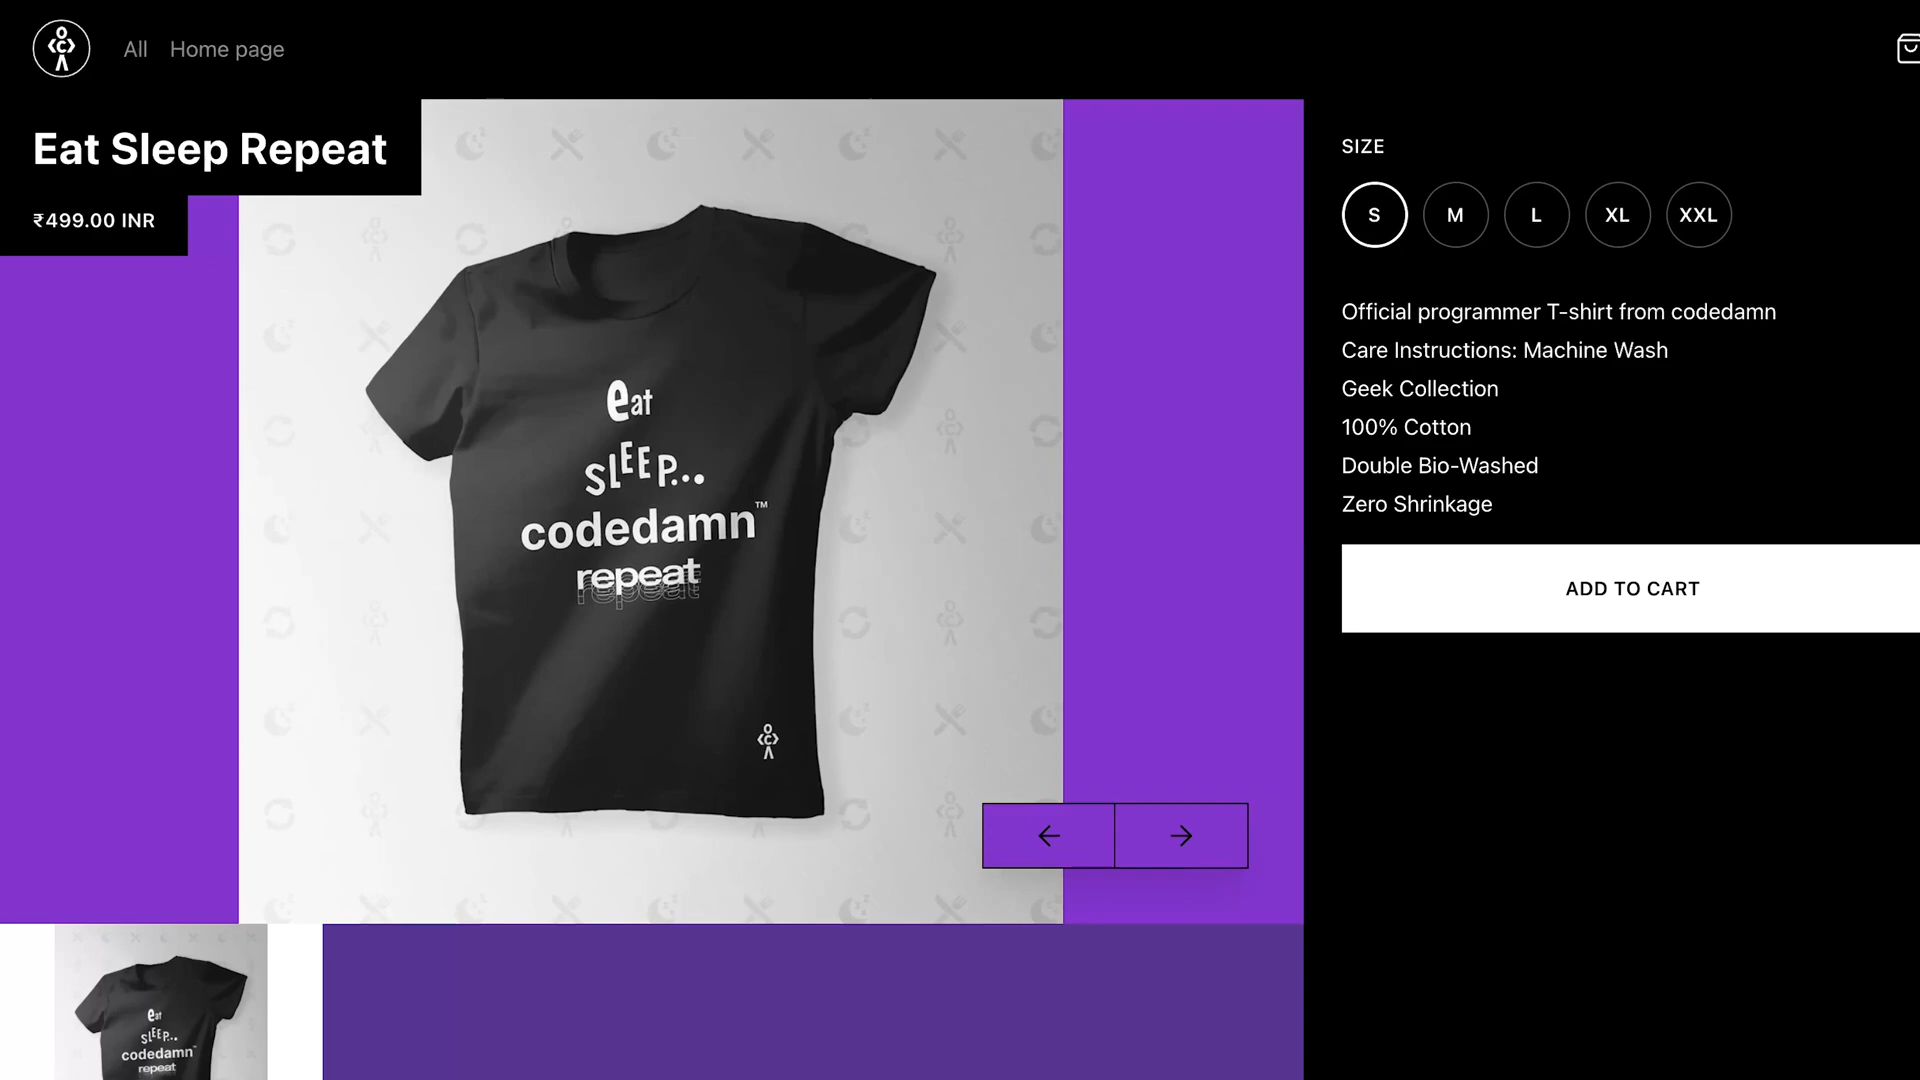 All Home page
Eat Sleep Repeat
₹499.00 INR
eat
SLEEP...
codedamn™
repeat
repeat
C
SIZE
S M L XL XXL
Official programmer T-shirt from codedamn
Care Instructions: Machine Wash
Geek Collection
100% Cotton
Double Bio-Washed
Zero Shrinkage
ADD TO CART
eat
SLEEP...
codedamn™
repeat